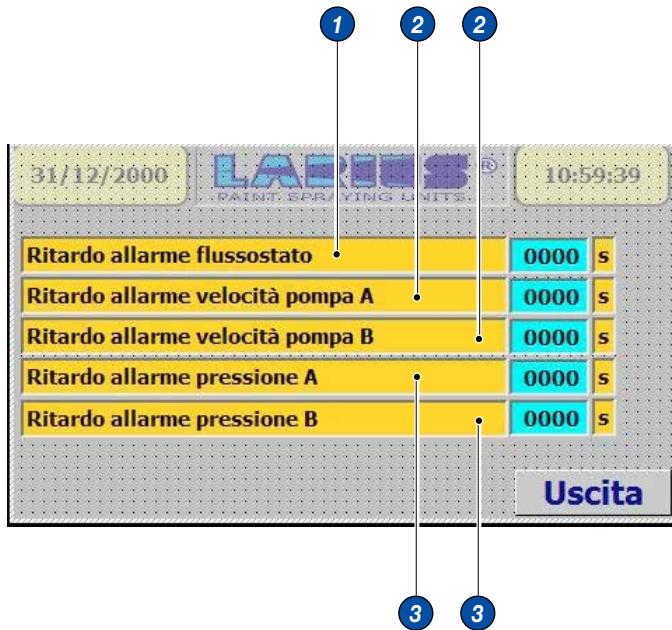 1 2 2
31/12/2000 LARIUS® 10:59:39
PAINT SPRAYING UNITS.
Ritardo allarme flussostato 0000 s
Ritardo allarme velocità pompa A 0000 s
Ritardo allarme velocità pompa B 0000 s
Ritardo allarme pressione A 0000 s
Ritardo allarme pressione B 0000 s
Uscita
3 3